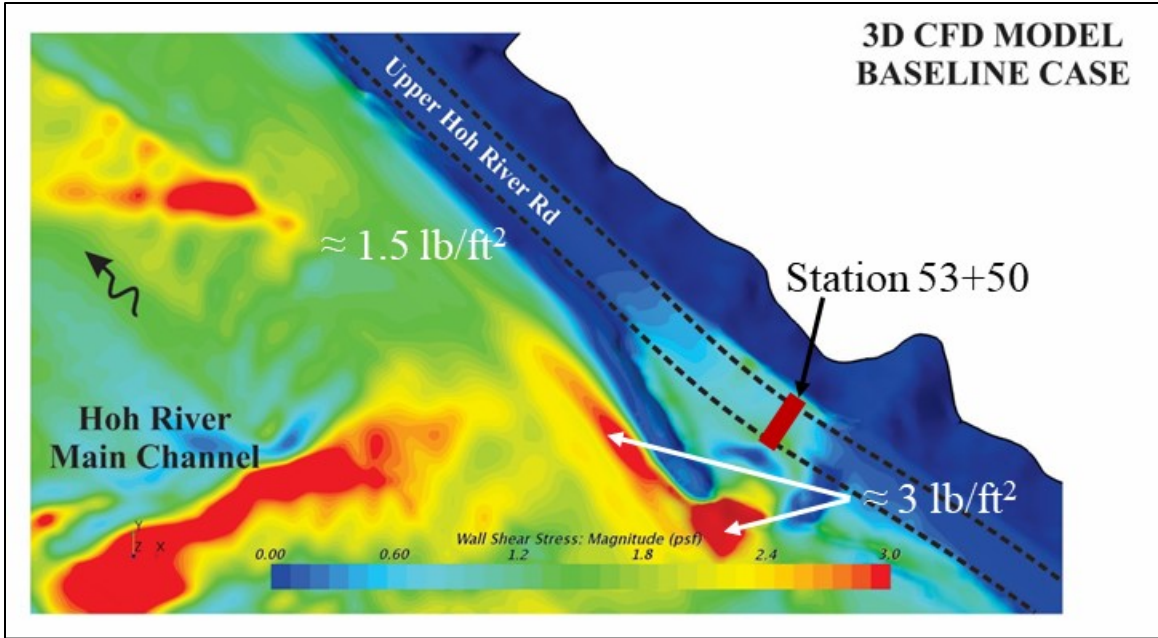 3D CFD MODEL
BASELINE CASE
Upper Hoh River Rd
≈ 1.5 lb/ft²
Station 53+50
Hoh River
Main Channel
≈ 3 lb/ft²
Wall Shear Stress: Magnitude (psf)
0.00 0.60 1.2 1.8 2.4 3.0
Y
Z X